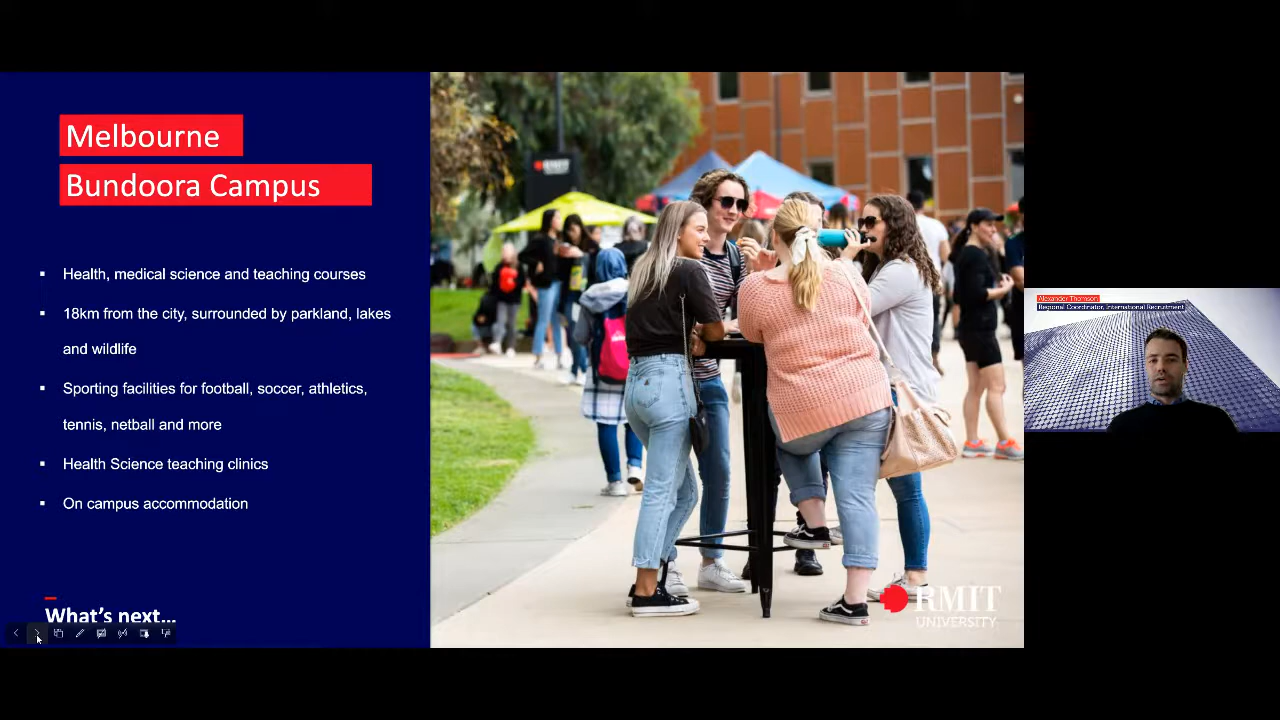 Melbourne
Bundoora Campus
Health, medical science and teaching courses
18km from the city, surrounded by parkland, lakes
and wildlife
Sporting facilities for football, soccer, athletics,
tennis, netball and more
Health Science teaching clinics
On campus accommodation
What's next...
RMIT
UNIVERSITY
Alexander Thomson
Regional Coordinator, International Recruitment